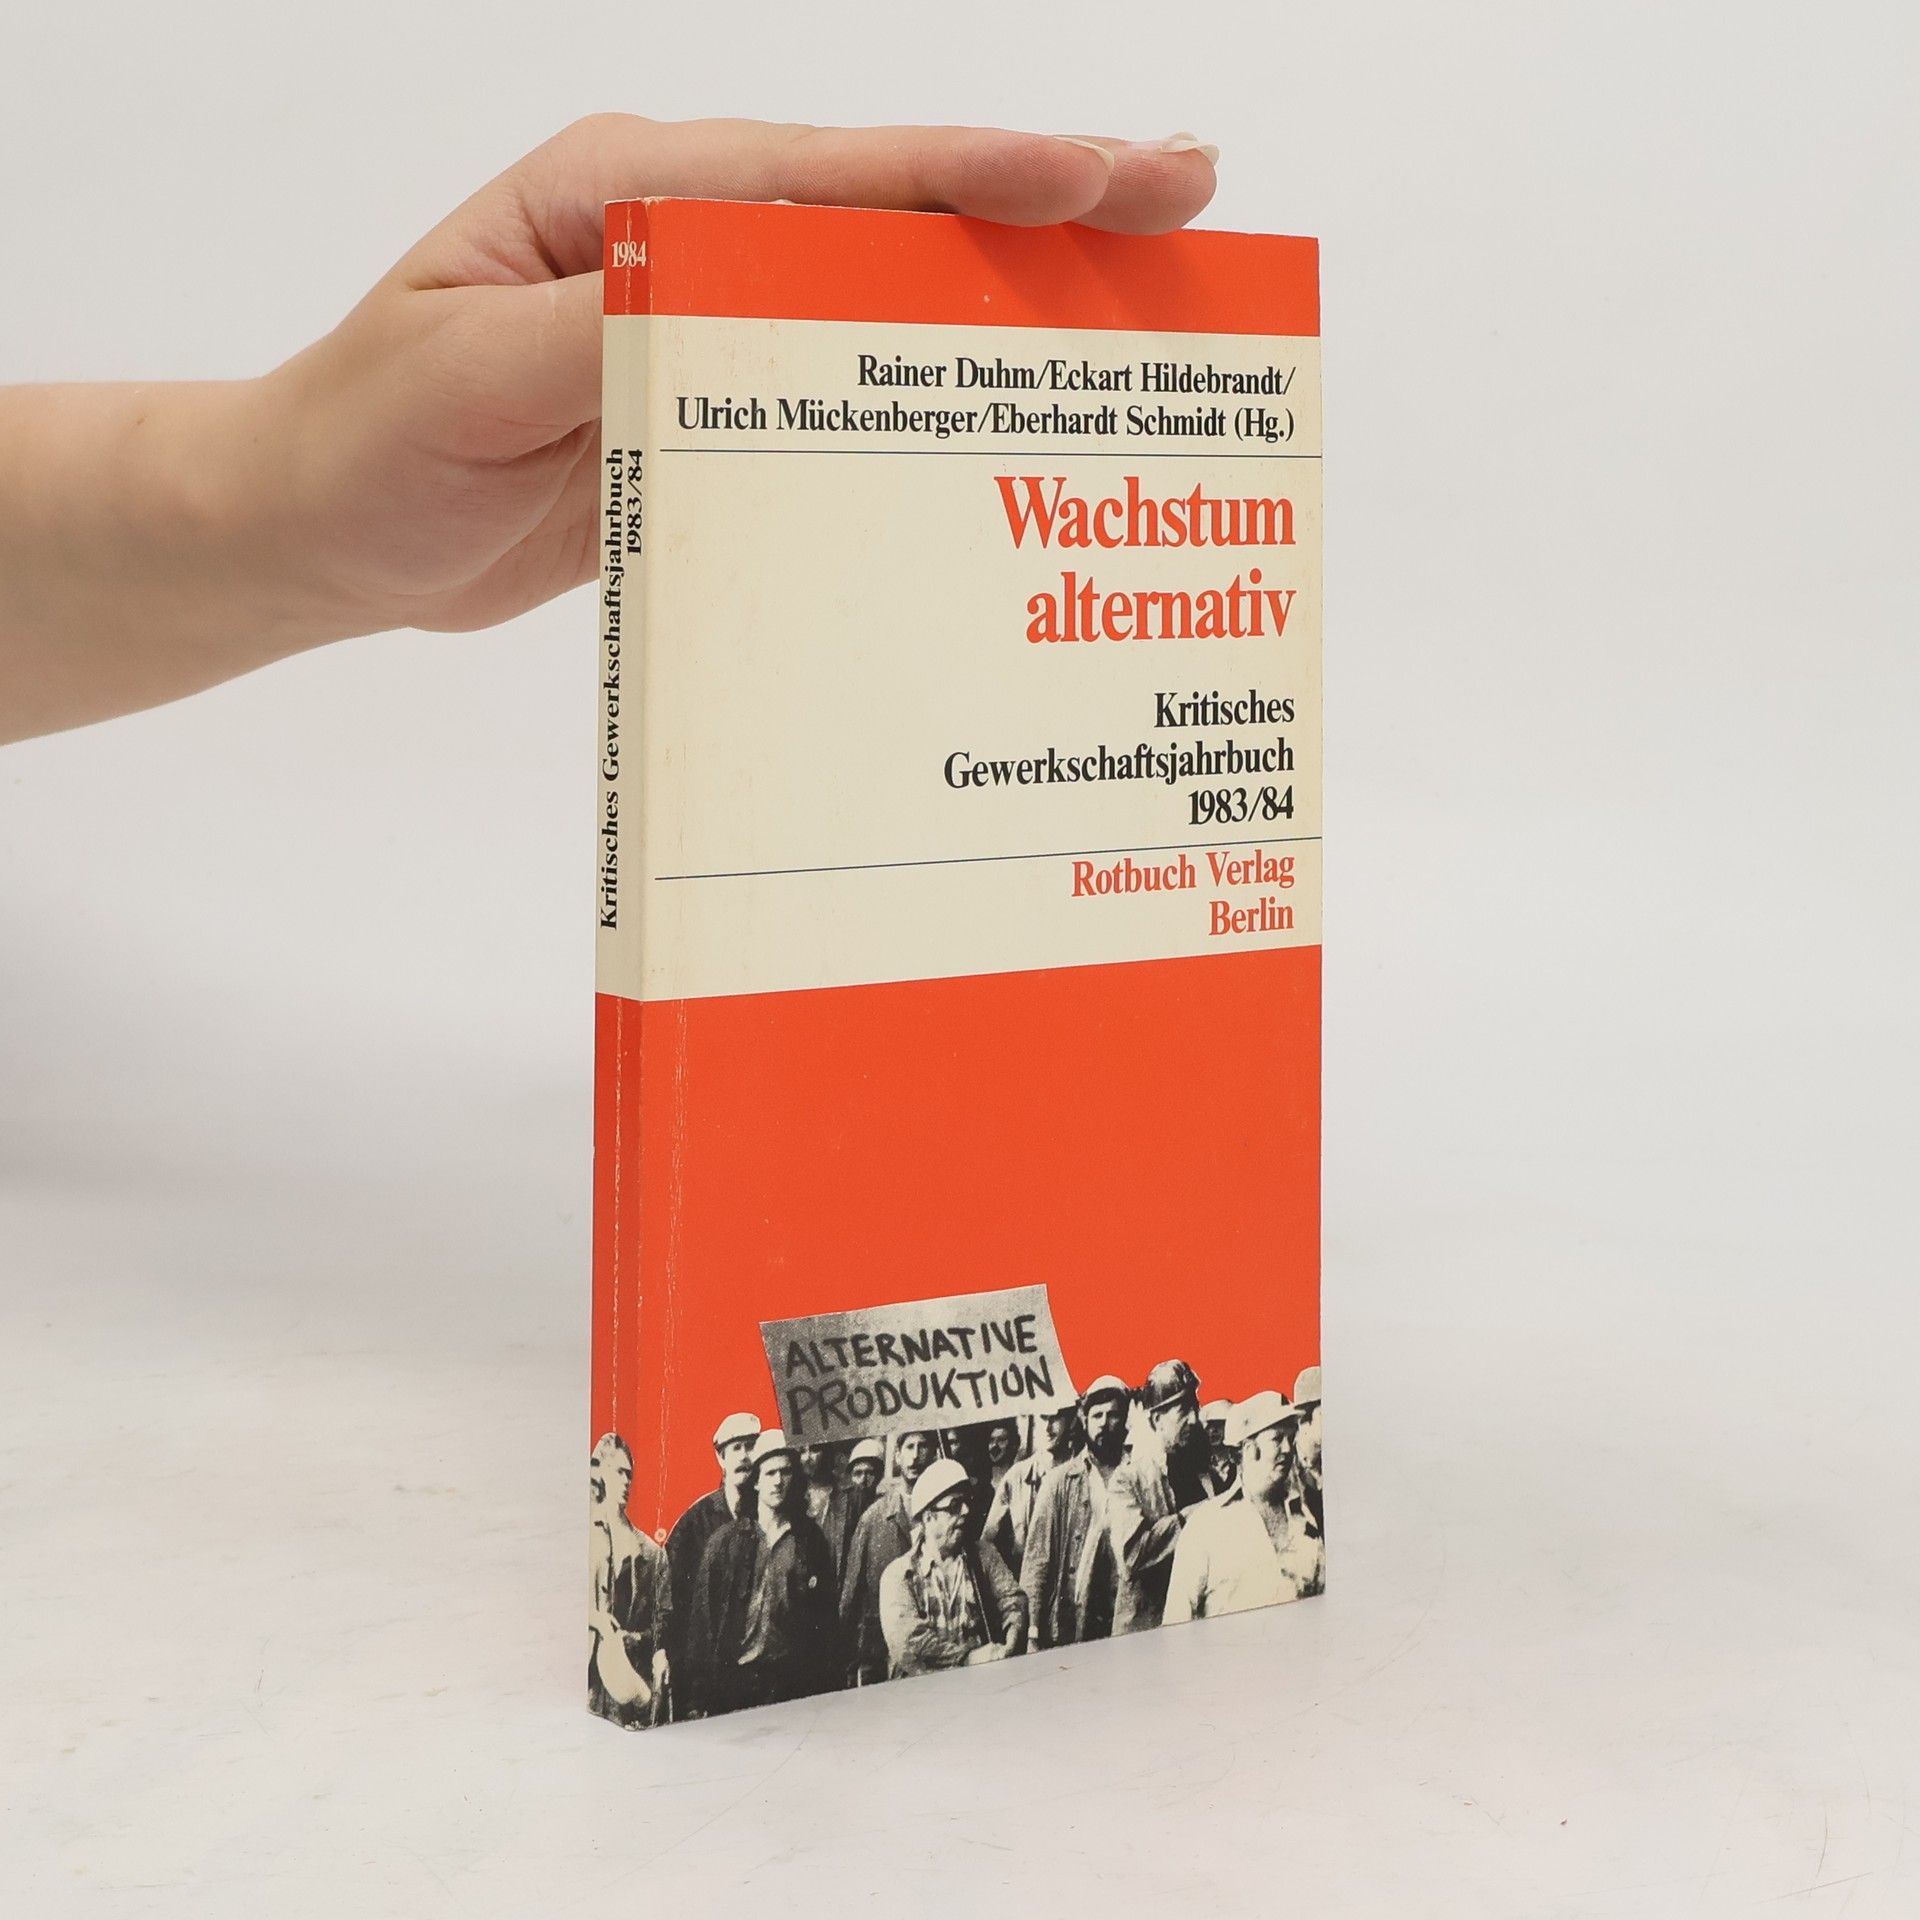 1984
Kritisches Gewerkschaftsjahrbuch
1983/84
Rainer Duhm/Eckart Hildebrandt/
Ulrich Mückenberger/Eberhardt Schmidt (Hg.)
Wachstum
alternativ
Kritisches
Gewerkschaftsjahrbuch
1983/84
Rotbuch Verlag
Berlin
ALTERNATIVE
PRODUKTION